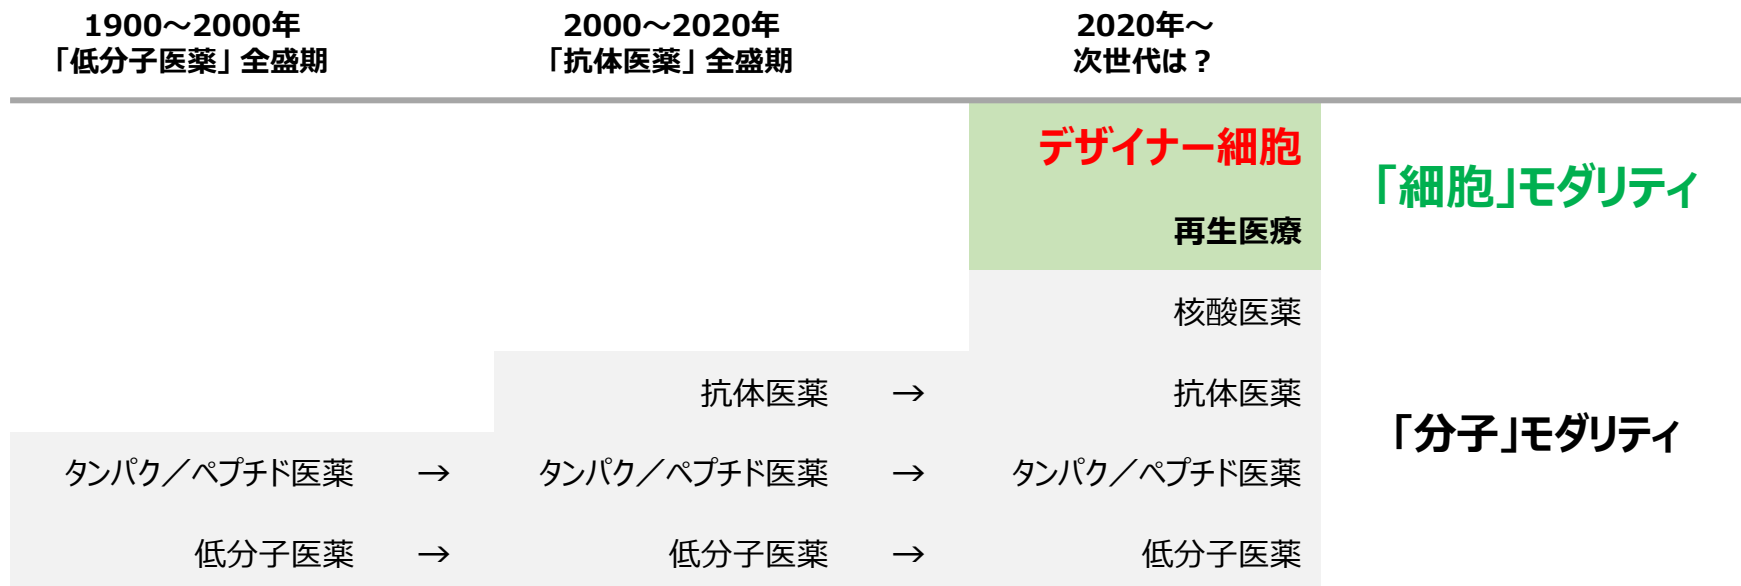 1900～2000年
「低分子医薬」全盛期
2000～2020年
「抗体医薬」全盛期
2020年～
次世代は？
デザイナー細胞
再生医療
「細胞」モダリティ
核酸医薬
抗体医薬 → 抗体医薬
「分子」モダリティ
タンパク／ペプチド医薬 → タンパク／ペプチド医薬 → タンパク／ペプチド医薬
低分子医薬 → 低分子医薬 → 低分子医薬